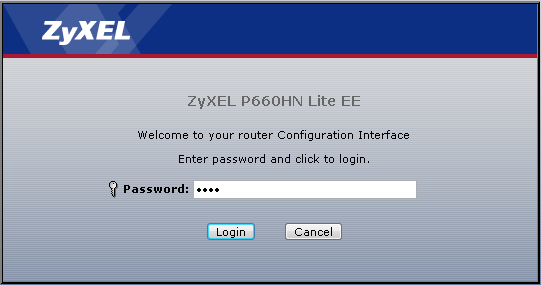 ZyXEL
ZyXEL P660HN Lite EE
Welcome to your router Configuration Interface
Enter password and click to login.
Password: ••••
Login Cancel